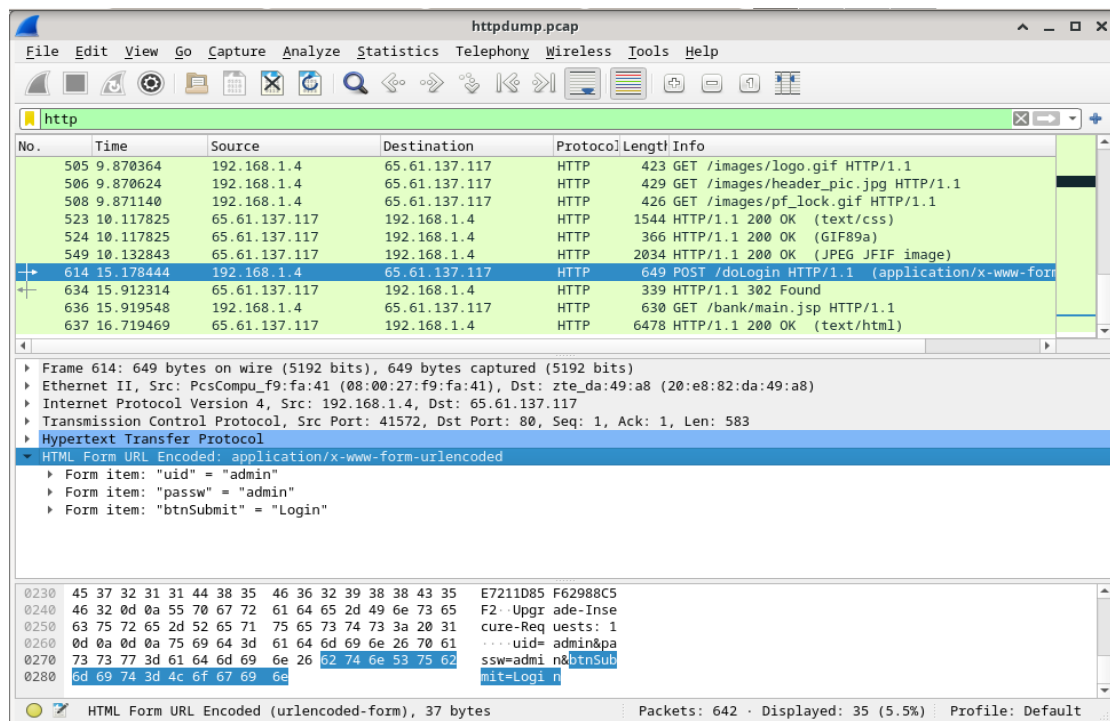 httpdump.pcap
File Edit View Go Capture Analyze Statistics Telephony Wireless Tools Help
http
No. Time Source Destination Protocol Length Info
505 9.870364 192.168.1.4 65.61.137.117 HTTP 423 GET /images/logo.gif HTTP/1.1
506 9.870624 192.168.1.4 65.61.137.117 HTTP 429 GET /images/header_pic.jpg HTTP/1.1
508 9.871140 192.168.1.4 65.61.137.117 HTTP 426 GET /images/pf_lock.gif HTTP/1.1
523 10.117825 65.61.137.117 192.168.1.4 HTTP 1544 HTTP/1.1 200 OK (text/css)
524 10.117825 65.61.137.117 192.168.1.4 HTTP 366 HTTP/1.1 200 OK (GIF89a)
549 10.132843 65.61.137.117 192.168.1.4 HTTP 2034 HTTP/1.1 200 OK (JPEG JFIF image)
614 15.178444 192.168.1.4 65.61.137.117 HTTP 649 POST /doLogin HTTP/1.1 (application/x-www-form
634 15.912314 65.61.137.117 192.168.1.4 HTTP 339 HTTP/1.1 302 Found
636 15.919548 192.168.1.4 65.61.137.117 HTTP 630 GET /bank/main.jsp HTTP/1.1
637 16.719469 65.61.137.117 192.168.1.4 HTTP 6478 HTTP/1.1 200 OK (text/html)
Frame 614: 649 bytes on wire (5192 bits), 649 bytes captured (5192 bits)
Ethernet II, Src: PcsCompu_f9:fa:41 (08:00:27:f9:fa:41), Dst: zte_da:49:a8 (20:e8:82:da:49:a8)
Internet Protocol Version 4, Src: 192.168.1.4, Dst: 65.61.137.117
Transmission Control Protocol, Src Port: 41572, Dst Port: 80, Seq: 1, Ack: 1, Len: 583
Hypertext Transfer Protocol
HTML Form URL Encoded: application/x-www-form-urlencoded
Form item: "uid" = "admin"
Form item: "passw" = "admin"
Form item: "btnSubmit" = "Login"
0230 45 37 32 31 31 44 38 35 46 36 32 39 38 38 43 35 E7211D85 F62988C5
0240 46 32 0d 0a 55 70 67 72 61 64 65 2d 49 6e 73 65 F2··Upgr ade-Inse
0250 63 75 72 65 2d 52 65 71 75 65 73 74 73 3a 20 31 cure-Req uests: 1
0260 0d 0a 0d 0a 75 69 64 3d 61 64 6d 69 6e 26 70 61 ····uid= admin&pa
0270 73 73 77 3d 61 64 6d 69 6e 26 62 74 6e 53 75 62 ssw=admi n&btnSub
0280 6d 69 74 3d 4c 6f 67 69 6e mit=Logi n
HTML Form URL Encoded (urlencoded-form), 37 bytes Packets: 642 · Displayed: 35 (5.5%) Profile: Default